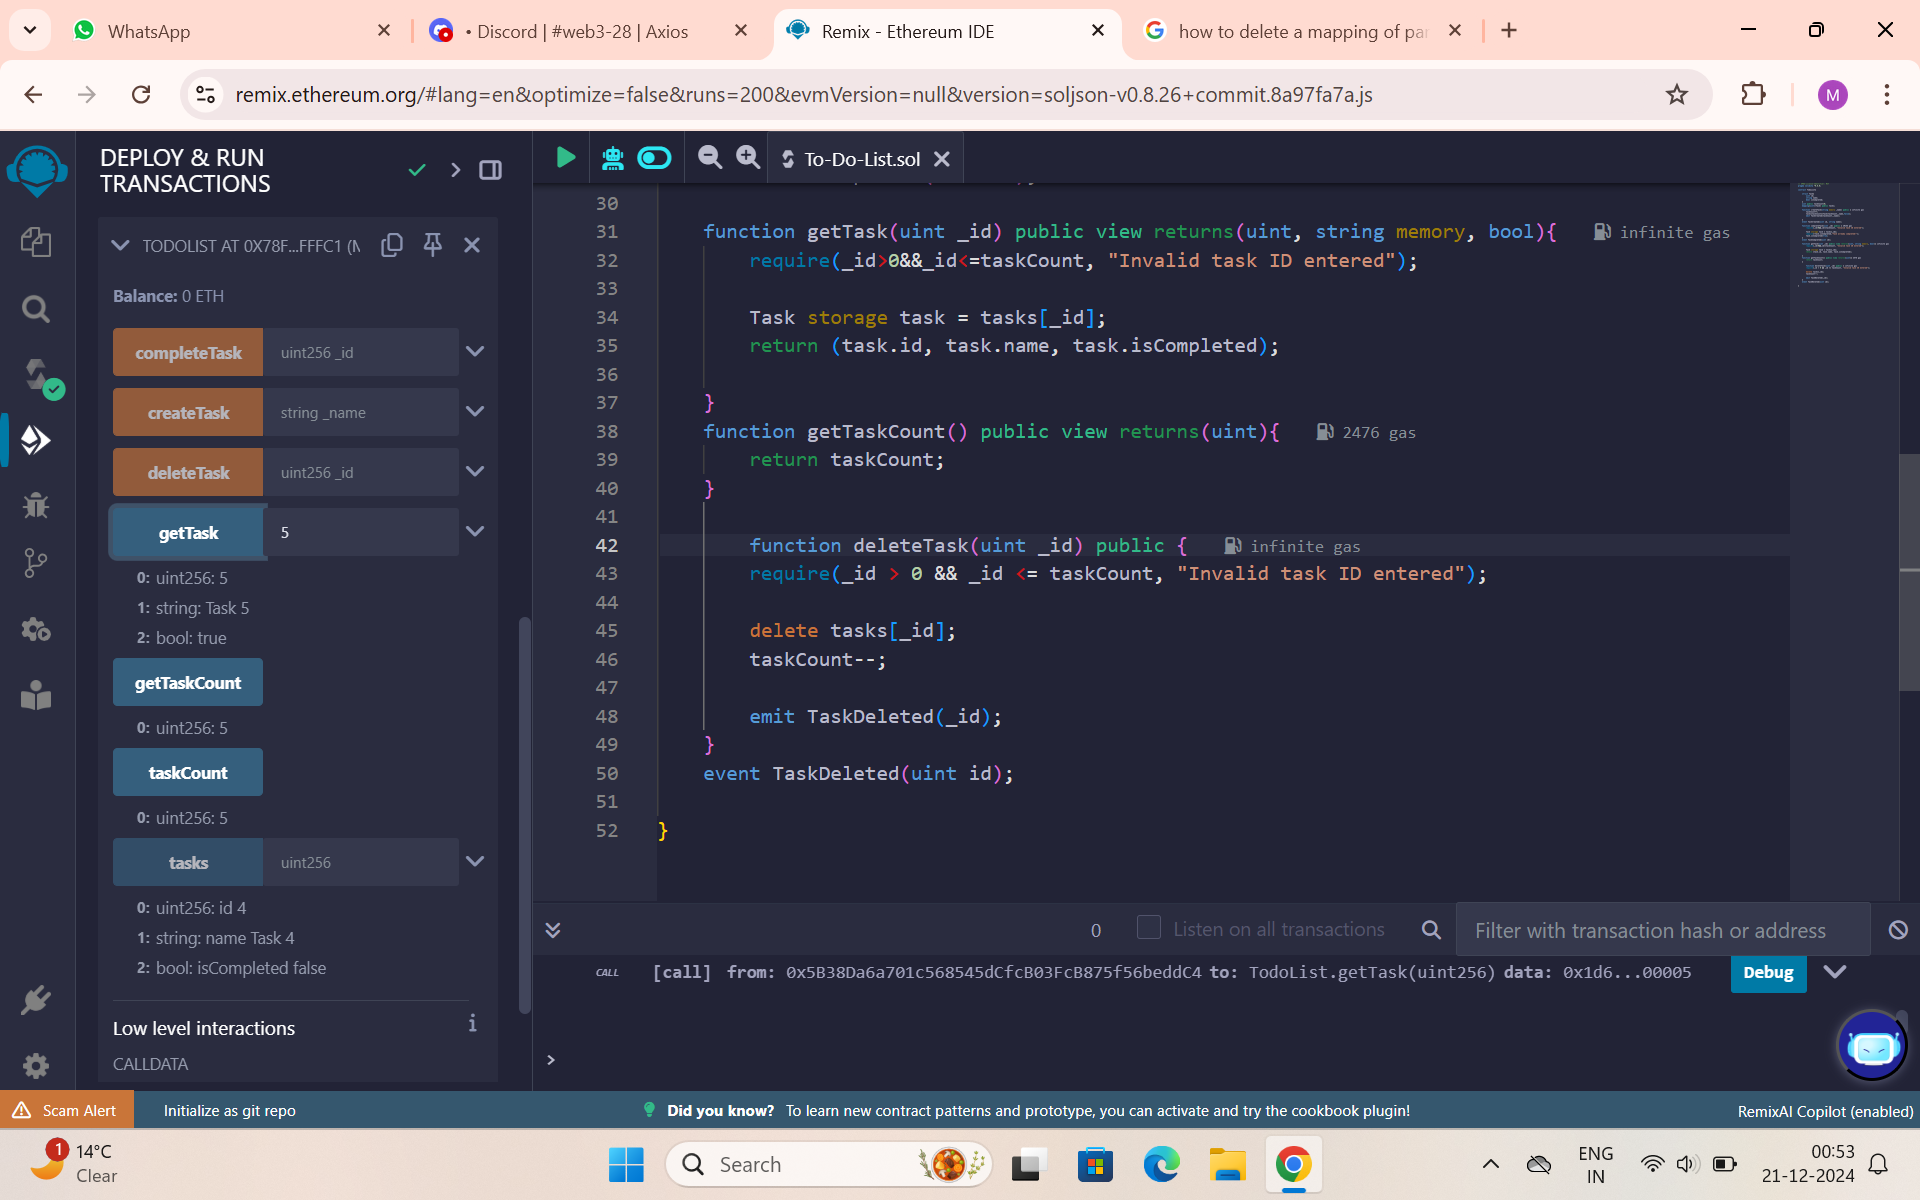 WhatsApp
• Discord | #web3-28 | Axios
Remix - Ethereum IDE
how to delete a mapping of par
remix.ethereum.org/#lang=en&optimize=false&runs=200&evmVersion=null&version=soljson-v0.8.26+commit.8a97fa7a.js
M
DEPLOY & RUN
TRANSACTIONS
TODOLIST AT 0X78F...FFFC1 (M
Balance: 0 ETH
completeTask uint256 _id
createTask string _name
deleteTask uint256 _id
getTask 5
0: uint256: 5
1: string: Task 5
2: bool: true
getTaskCount
0: uint256: 5
taskCount
0: uint256: 5
tasks uint256
0: uint256: id 4
1: string: name Task 4
2: bool: isCompleted false
Low level interactions
i
CALLDATA
To-Do-List.sol
30
31 function getTask(uint _id) public view returns(uint, string memory, bool){ infinite gas
32 require(_id>0&&_id<=taskCount, "Invalid task ID entered");
33
34 Task storage task = tasks[_id];
35 return (task.id, task.name, task.isCompleted);
36
37 }
38 function getTaskCount() public view returns(uint){ 2476 gas
39 return taskCount;
40 }
41
42 function deleteTask(uint _id) public { infinite gas
43 require(_id > 0 && _id <= taskCount, "Invalid task ID entered");
44
45 delete tasks[_id];
46 taskCount--;
47
48 emit TaskDeleted(_id);
49 }
50 event TaskDeleted(uint id);
51
52 }
0 Listen on all transactions Filter with transaction hash or address
CALL [call] from: 0x5B38Da6a701c568545dCfcB03FcB875f56beddC4 to: TodoList.getTask(uint256) data: 0x1d6...00005 Debug
>
Scam Alert Initialize as git repo Did you know? To learn new contract patterns and prototype, you can activate and try the cookbook plugin! RemixAI Copilot (enabled)
1
14°C
Clear
Search
ENG
IN
00:53
21-12-2024